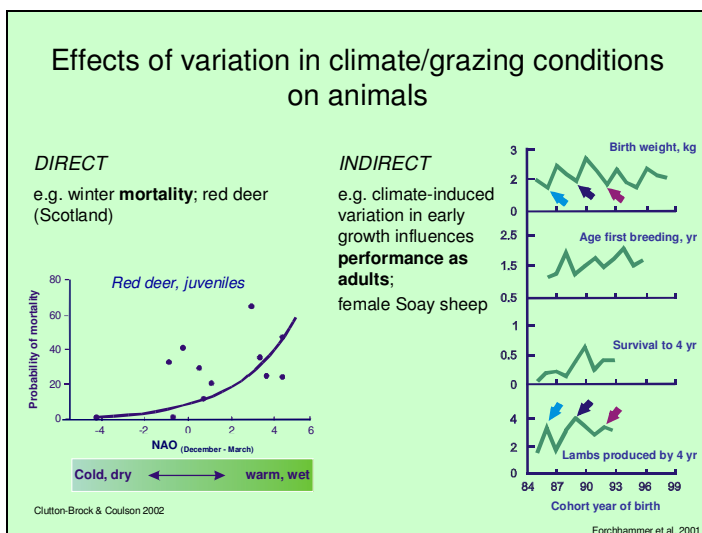 Effects of variation in climate/grazing conditions
on animals
DIRECT
e.g. winter mortality; red deer
(Scotland)
INDIRECT
e.g. climate-induced
variation in early
growth influences
performance as
adults;
female Soay sheep
Red deer, juveniles
Probability of mortality
80
60
40
20
0
-4 -2 0 2 4 6
NAO (December - March)
Cold, dry warm, wet
Clutton-Brock & Coulson 2002
Birth weight, kg
3
2
0
Age first breeding, yr
2.5
1.5
0.5
Survival to 4 yr
1
0.5
0
Lambs produced by 4 yr
4
2
0
84 87 90 93 96 99
Cohort year of birth
Forchhammer et al. 2001